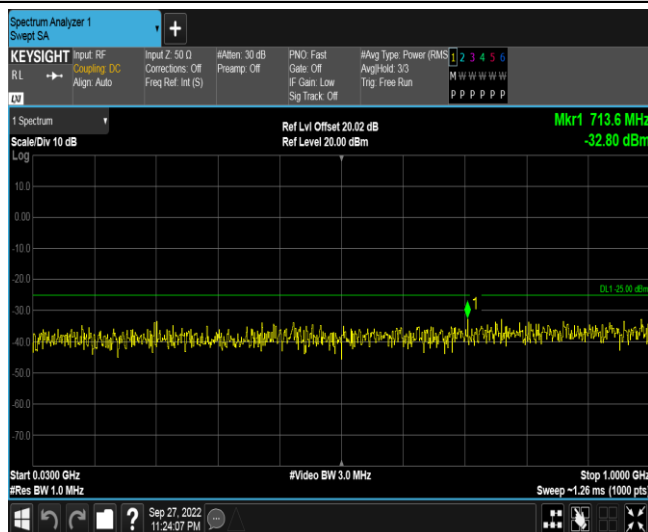 Spectrum Analyzer 1
Swept SA
KEYSIGHT
RL
Input: RF
Coupling: DC
Align: Auto
Input Z: 50 Ω
Corrections: Off
Freq Ref: Int (S)
#Atten: 30 dB
Preamp: Off
PNO: Fast
Gate: Off
IF Gain: Low
Sig Track: Off
#Avg Type: Power (RMS
Avg|Hold: 3/3
Trig: Free Run
1 2 3 4 5 6
M W W W W W
P P P P P P
LXI
1 Spectrum
Scale/Div 10 dB
Ref Lvl Offset 20.02 dB
Ref Level 20.00 dBm
Mkr1 713.6 MHz
-32.80 dBm
Log
10.0
0.00
-10.0
-20.0
DL1 -25.00 dBm
1
-30.0
-40.0
-50.0
-60.0
-70.0
Start 0.0300 GHz
#Res BW 1.0 MHz
#Video BW 3.0 MHz
Stop 1.0000 GHz
Sweep ~1.26 ms (1000 pts)
?
Sep 27, 2022
11:24:07 PM